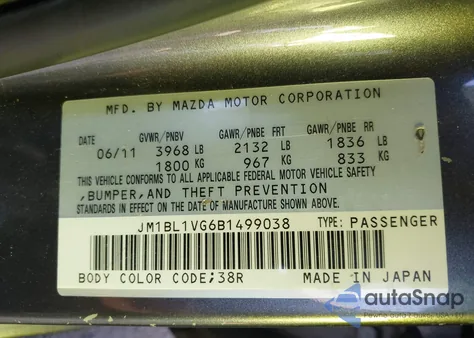 MFD. BY MAZDA MOTOR CORPORATION
DATE GVWR/PNBV GAWR/PNBE FRT GAWR/PNBE RR
06/11 3968 LB 2132 LB 1836 LB
1800 KG 967 KG 833 KG
THIS VEHICLE CONFORMS TO ALL APPLICABLE FEDERAL MOTOR VEHICLE SAFETY
,BUMPER,AND THEFT PREVENTION
STANDARDS IN EFFECT ON THE DATE OF MANUFACTURE SHOWN ABOVE.
JM1BL1VG6B1499038 TYPE: PASSENGER
BODY COLOR CODE;38R MADE IN JAPAN
autoSnap